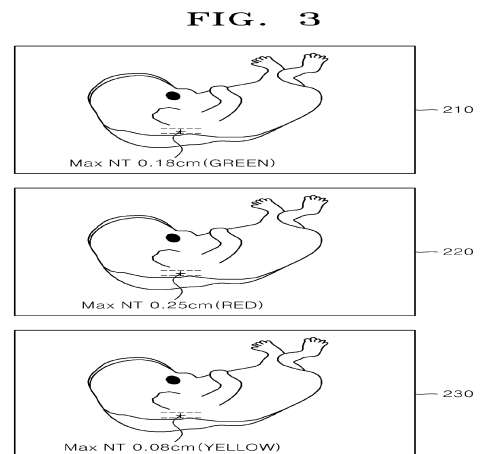 FIG. 3
210
Max NT 0.18cm(GREEN)
220
Max NT 0.25cm(RED)
230
Max NT 0.08cm(YELLOW)